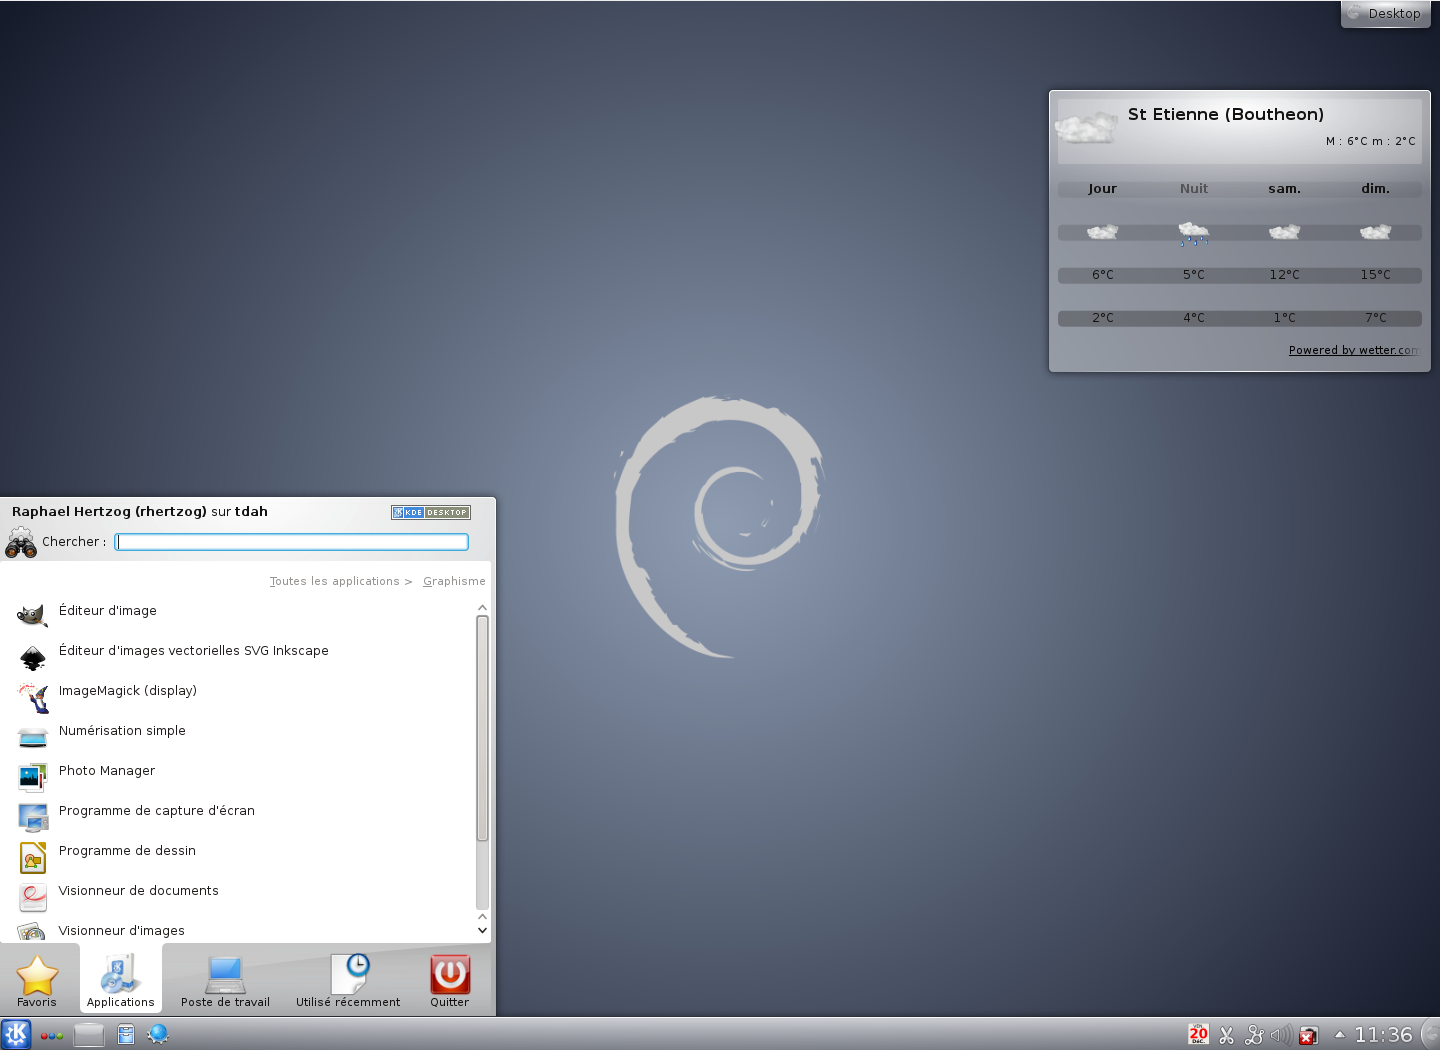 Desktop
St Etienne (Boutheon)
M : 6°C m : 2°C
Jour Nuit sam. dim.
6°C 5°C 12°C 15°C
2°C 4°C 1°C 7°C
Powered by wetter.com
Raphael Hertzog (rhertzog) sur tdah
KDE DESKTOP
Chercher :
Toutes les applications > Graphisme
Éditeur d'image
Éditeur d'images vectorielles SVG Inkscape
ImageMagick (display)
Numérisation simple
Photo Manager
Programme de capture d'écran
Programme de dessin
Visionneur de documents
Visionneur d'images
Favoris Applications Poste de travail Utilisé récemment Quitter
VEN
20
DÉC.
11:36